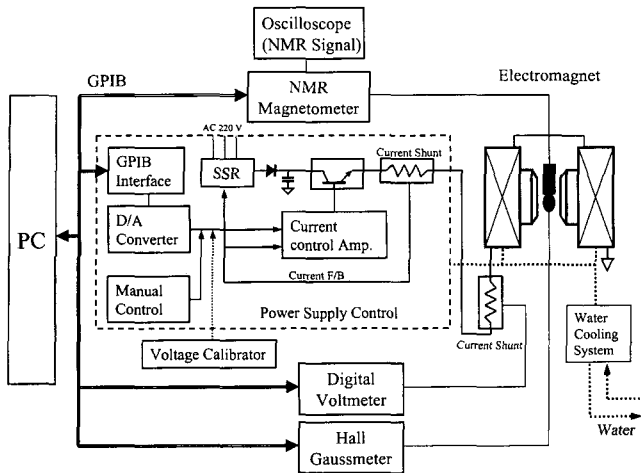 Oscilloscope
(NMR Signal)
GPIB
NMR
Magnetometer
Electromagnet
AC 220 V
Current Shunt
GPIB
Interface
SSR
PC
D/A
Converter
Current
control Amp.
Manual
Control
Current F/B
Power Supply Control
Voltage Calibrator
Current Shunt
Water
Cooling
System
Digital
Voltmeter
Water
Hall
Gaussmeter